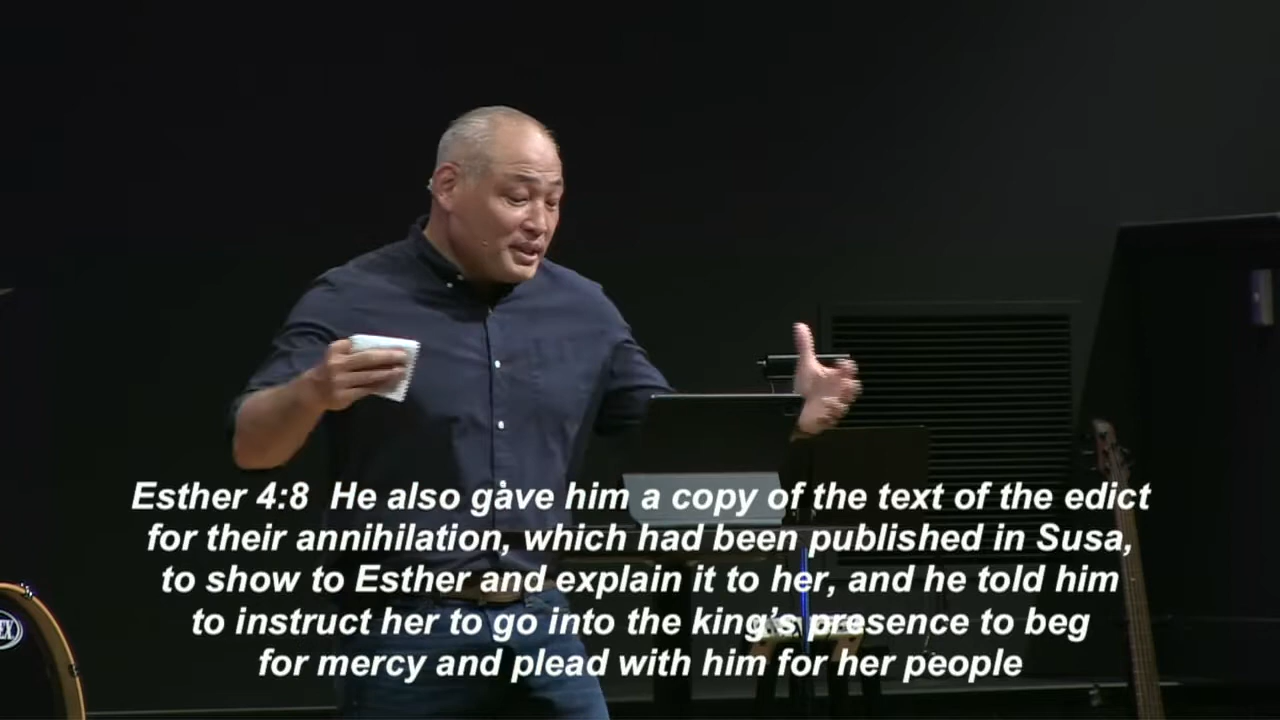 Esther 4:8 He also gave him a copy of the text of the edict
for their annihilation, which had been published in Susa,
to show to Esther and explain it to her, and he told him
to instruct her to go into the king's presence to beg
for mercy and plead with him for her people